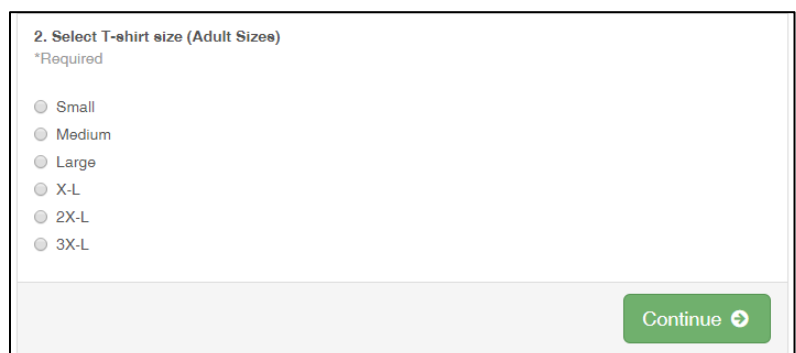 2. Select T-shirt size (Adult Sizes)
*Required
Small
Medium
Large
X-L
2X-L
3X-L
Continue